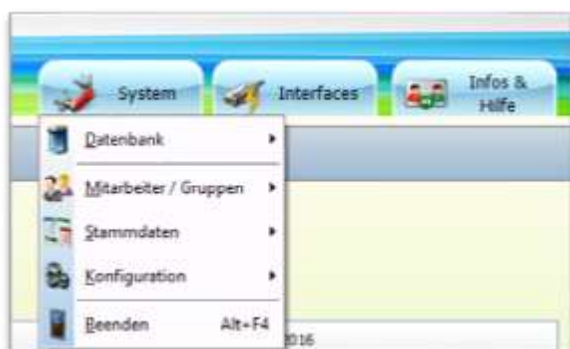 System
Interfaces
Infos &
Hilfe
Datenbank
Mitarbeiter / Gruppen
Stammdaten
Konfiguration
Beenden Alt+F4
2016